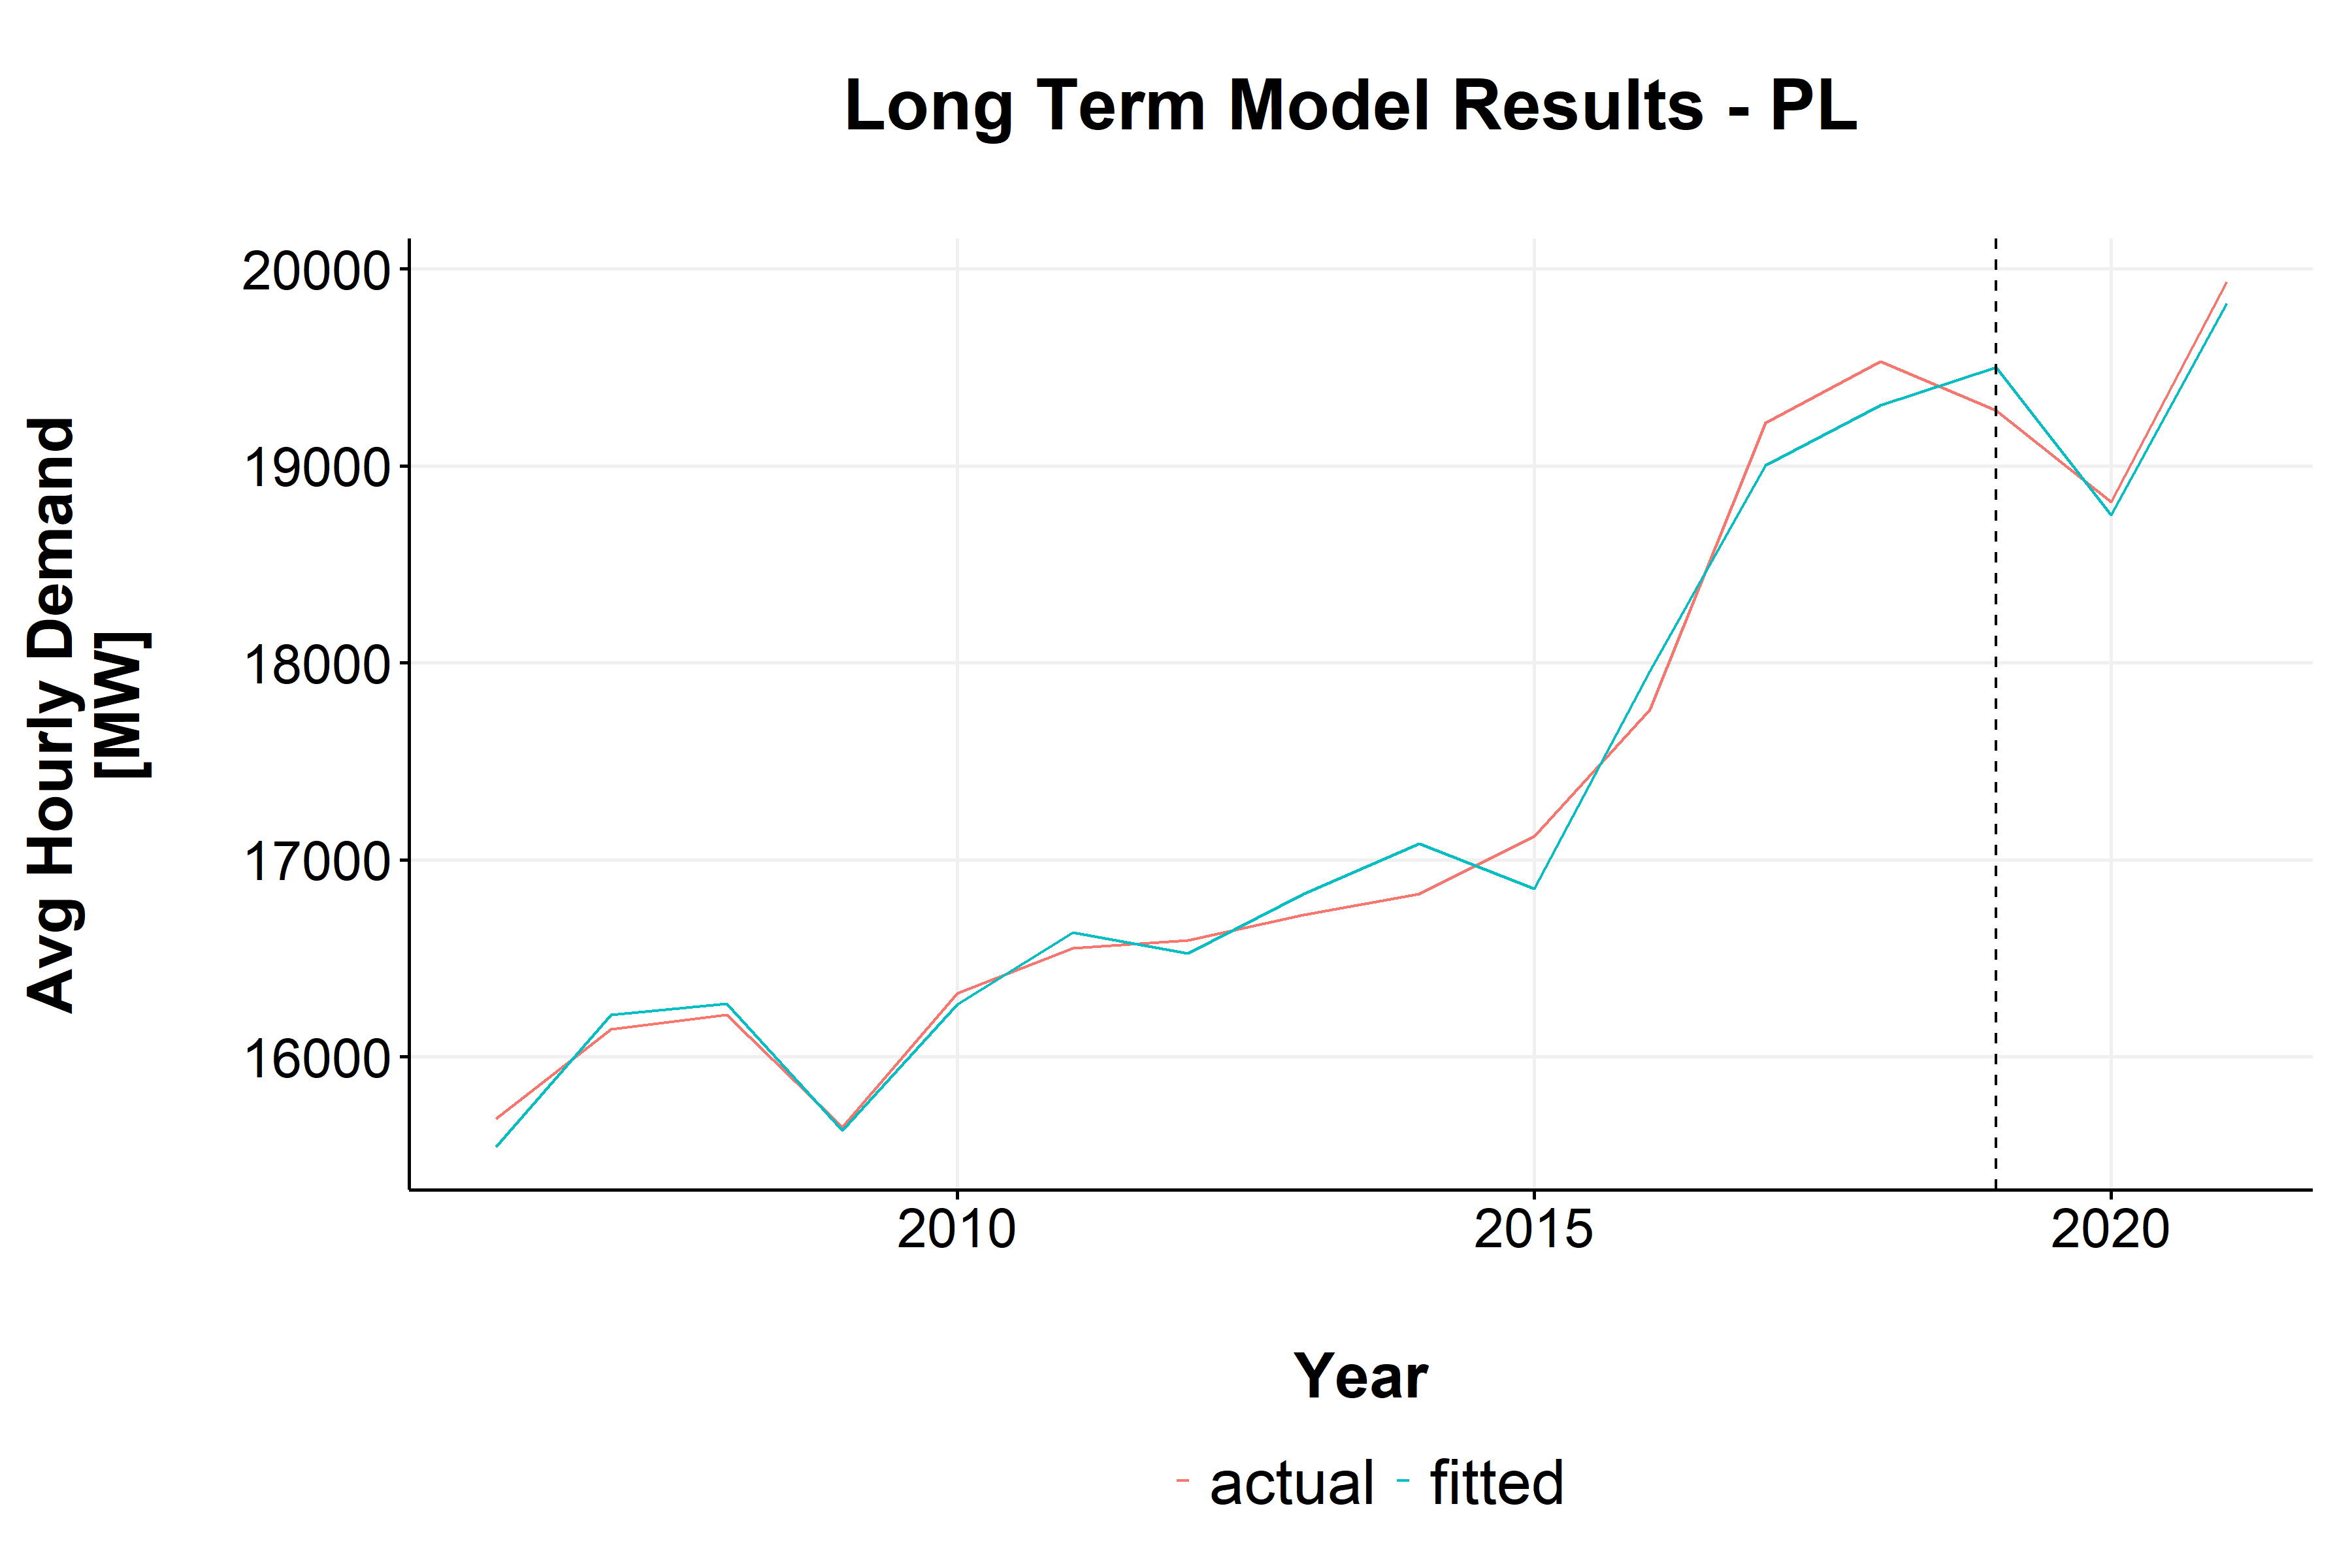 Long Term Model Results - PL
Avg Hourly Demand
[MW]
20000
19000
18000
17000
16000
2010
2015
2020
Year
actual
fitted